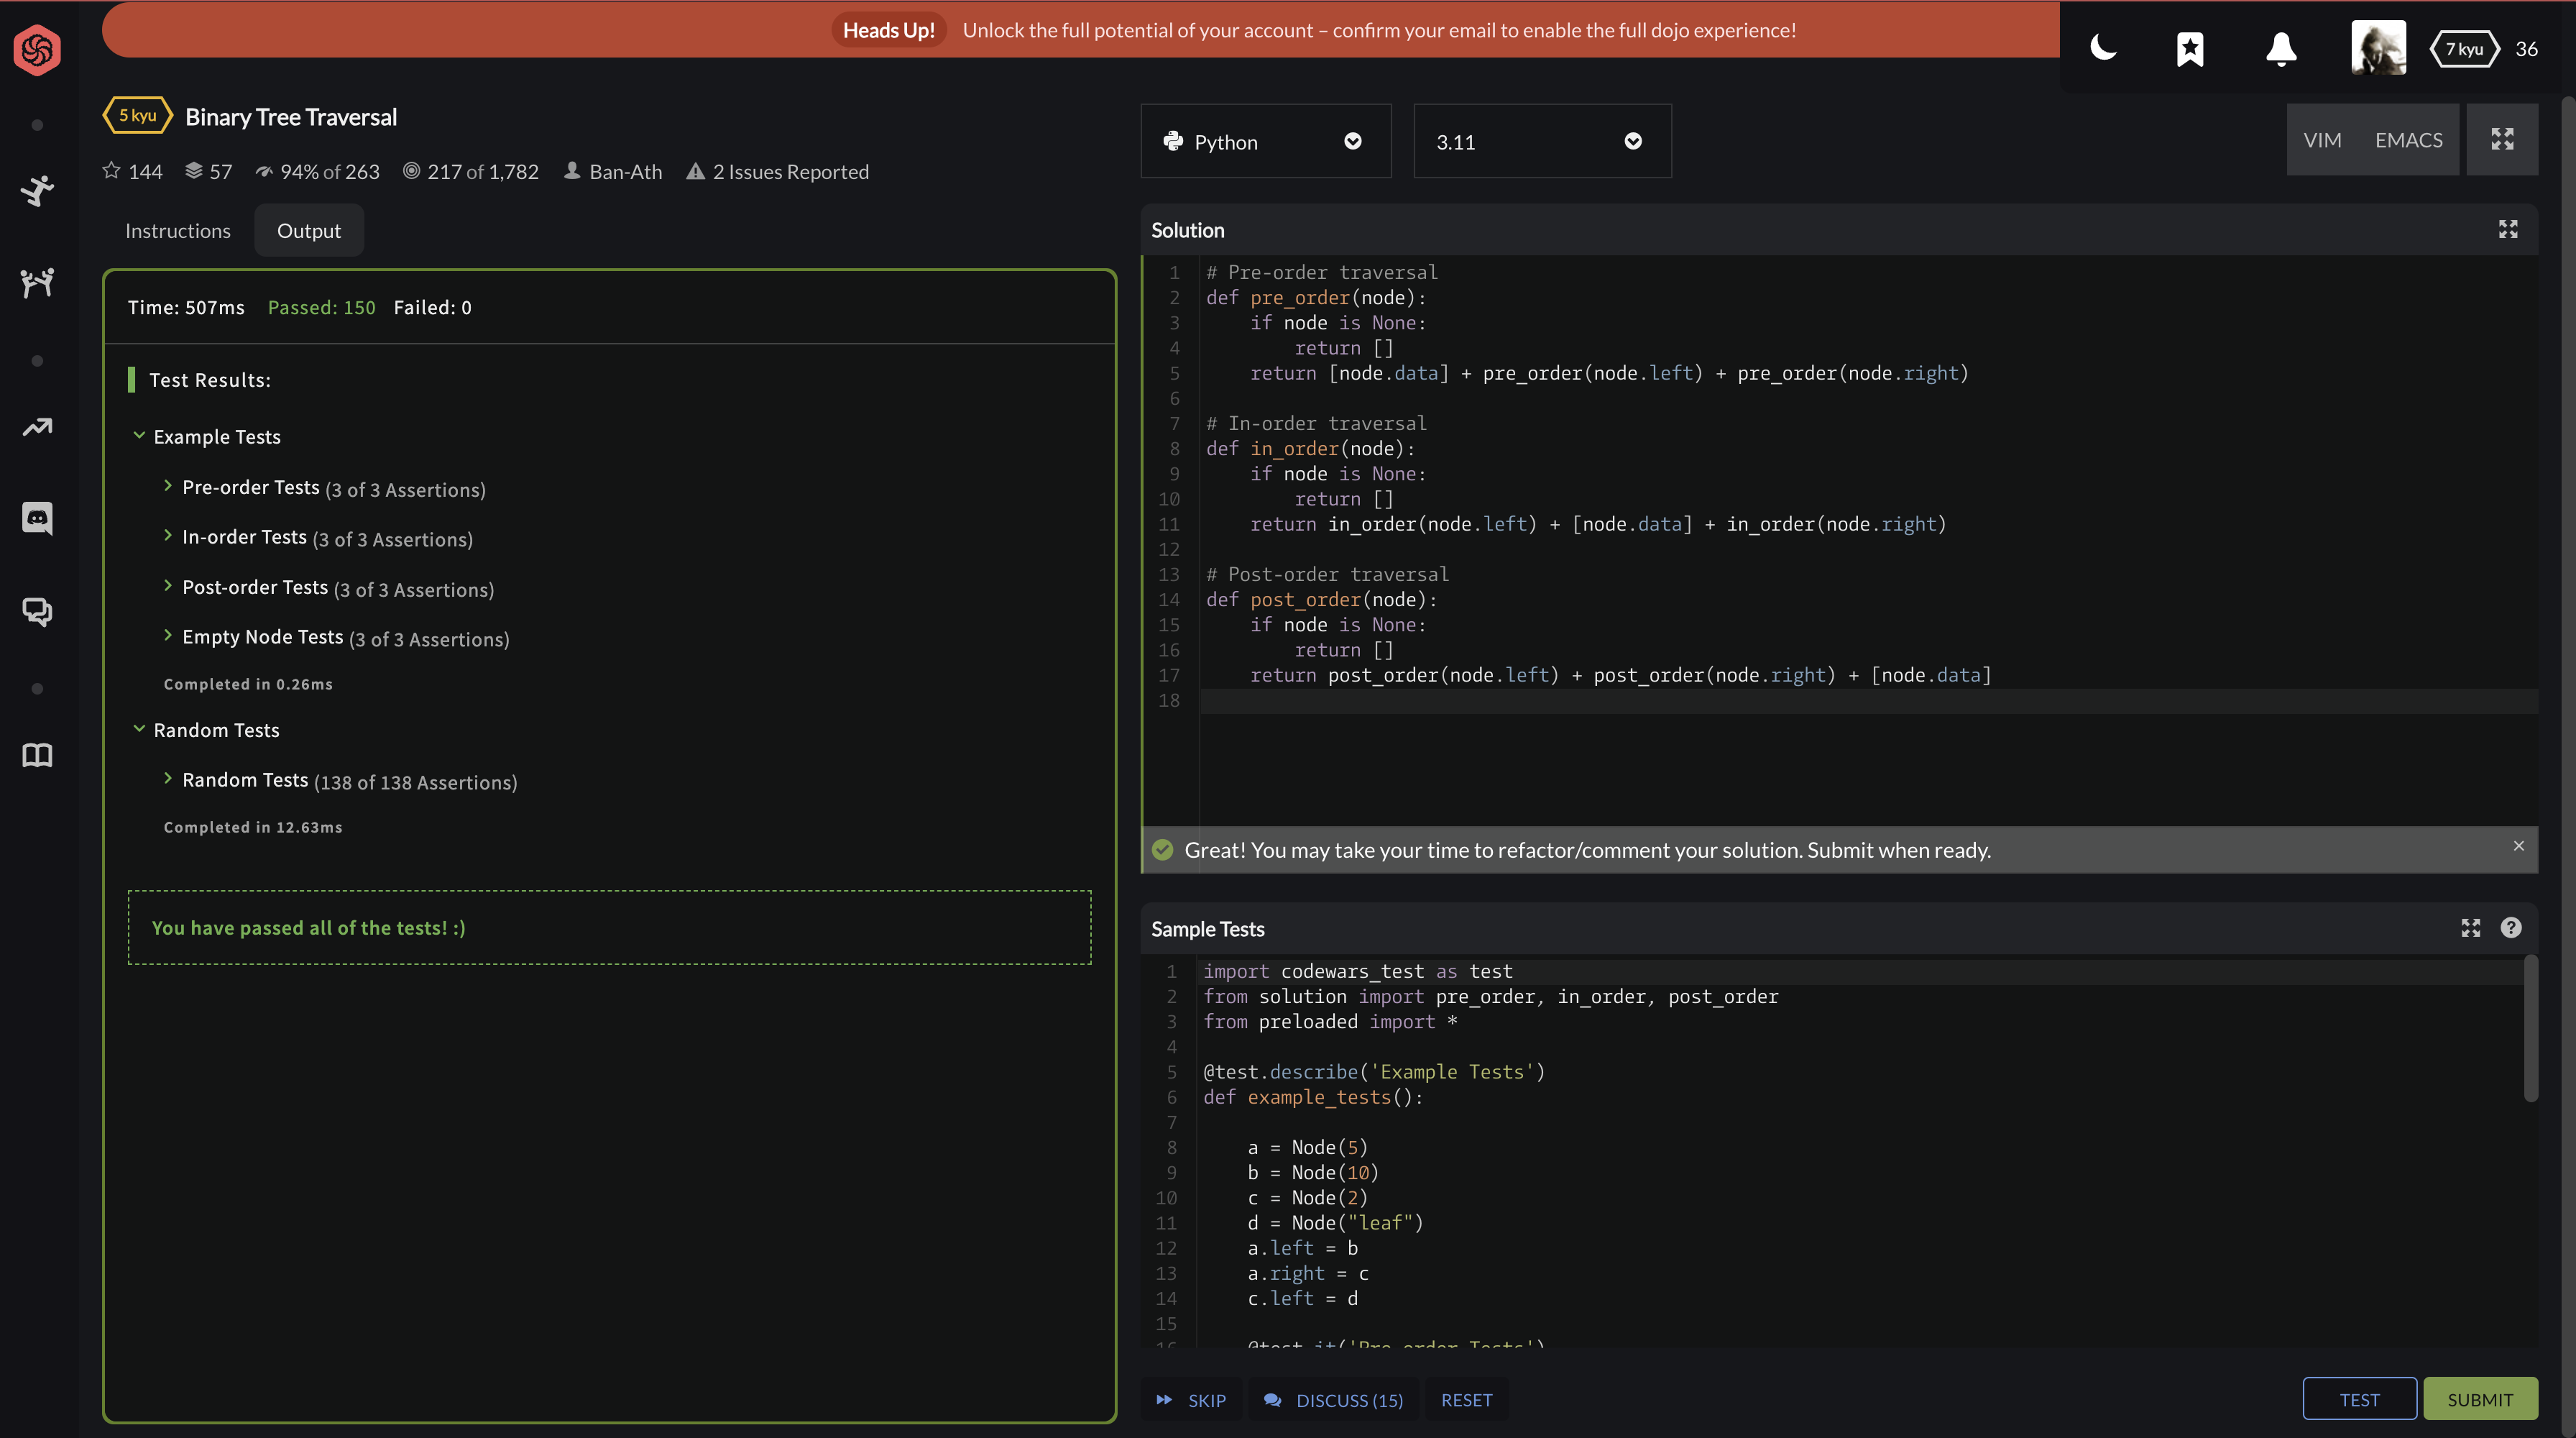 Heads Up! Unlock the full potential of your account – confirm your email to enable the full dojo experience!
7 kyu 36
5 kyu Binary Tree Traversal
144 57 94% of 263 217 of 1,782 Ban-Ath 2 Issues Reported
Instructions Output
Time: 507ms Passed: 150 Failed: 0
Test Results:
Example Tests
Pre-order Tests (3 of 3 Assertions)
In-order Tests (3 of 3 Assertions)
Post-order Tests (3 of 3 Assertions)
Empty Node Tests (3 of 3 Assertions)
Completed in 0.26ms
Random Tests
Random Tests (138 of 138 Assertions)
Completed in 12.63ms
You have passed all of the tests! :)
Python 3.11 VIM EMACS
Solution
1 # Pre-order traversal
2 def pre_order(node):
3     if node is None:
4         return []
5     return [node.data] + pre_order(node.left) + pre_order(node.right)
6
7 # In-order traversal
8 def in_order(node):
9     if node is None:
10         return []
11     return in_order(node.left) + [node.data] + in_order(node.right)
12
13 # Post-order traversal
14 def post_order(node):
15     if node is None:
16         return []
17     return post_order(node.left) + post_order(node.right) + [node.data]
18
Great! You may take your time to refactor/comment your solution. Submit when ready.
Sample Tests
1 import codewars_test as test
2 from solution import pre_order, in_order, post_order
3 from preloaded import *
4
5 @test.describe('Example Tests')
6 def example_tests():
7
8     a = Node(5)
9     b = Node(10)
10     c = Node(2)
11     d = Node("leaf")
12     a.left = b
13     a.right = c
14     c.left = d
15
16     @test.it('Pre-order Tests')
SKIP DISCUSS (15) RESET TEST SUBMIT